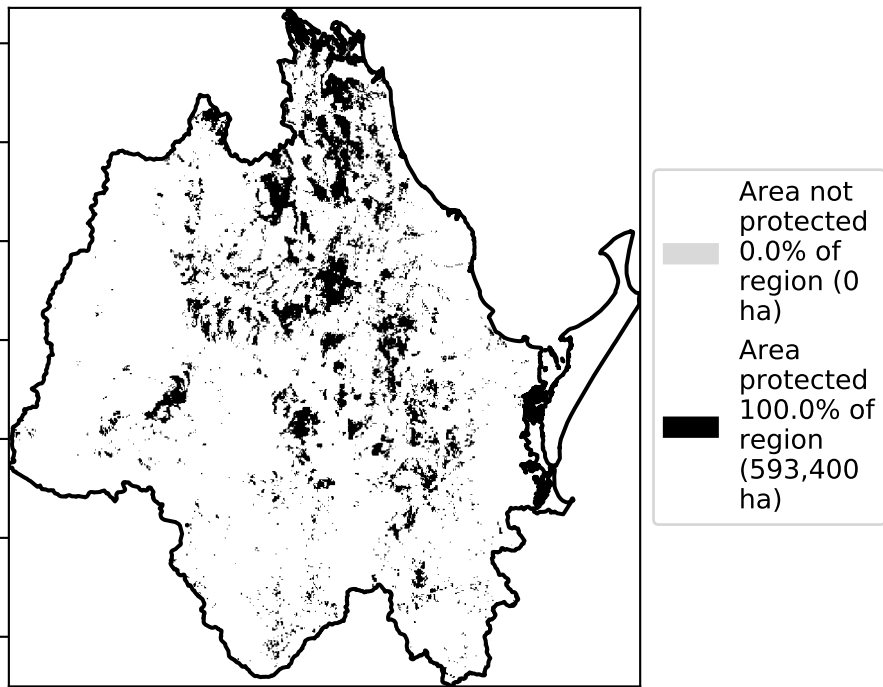 Area not
protected
0.0% of
region (0
ha)
Area
protected
100.0% of
region
(593,400
ha)